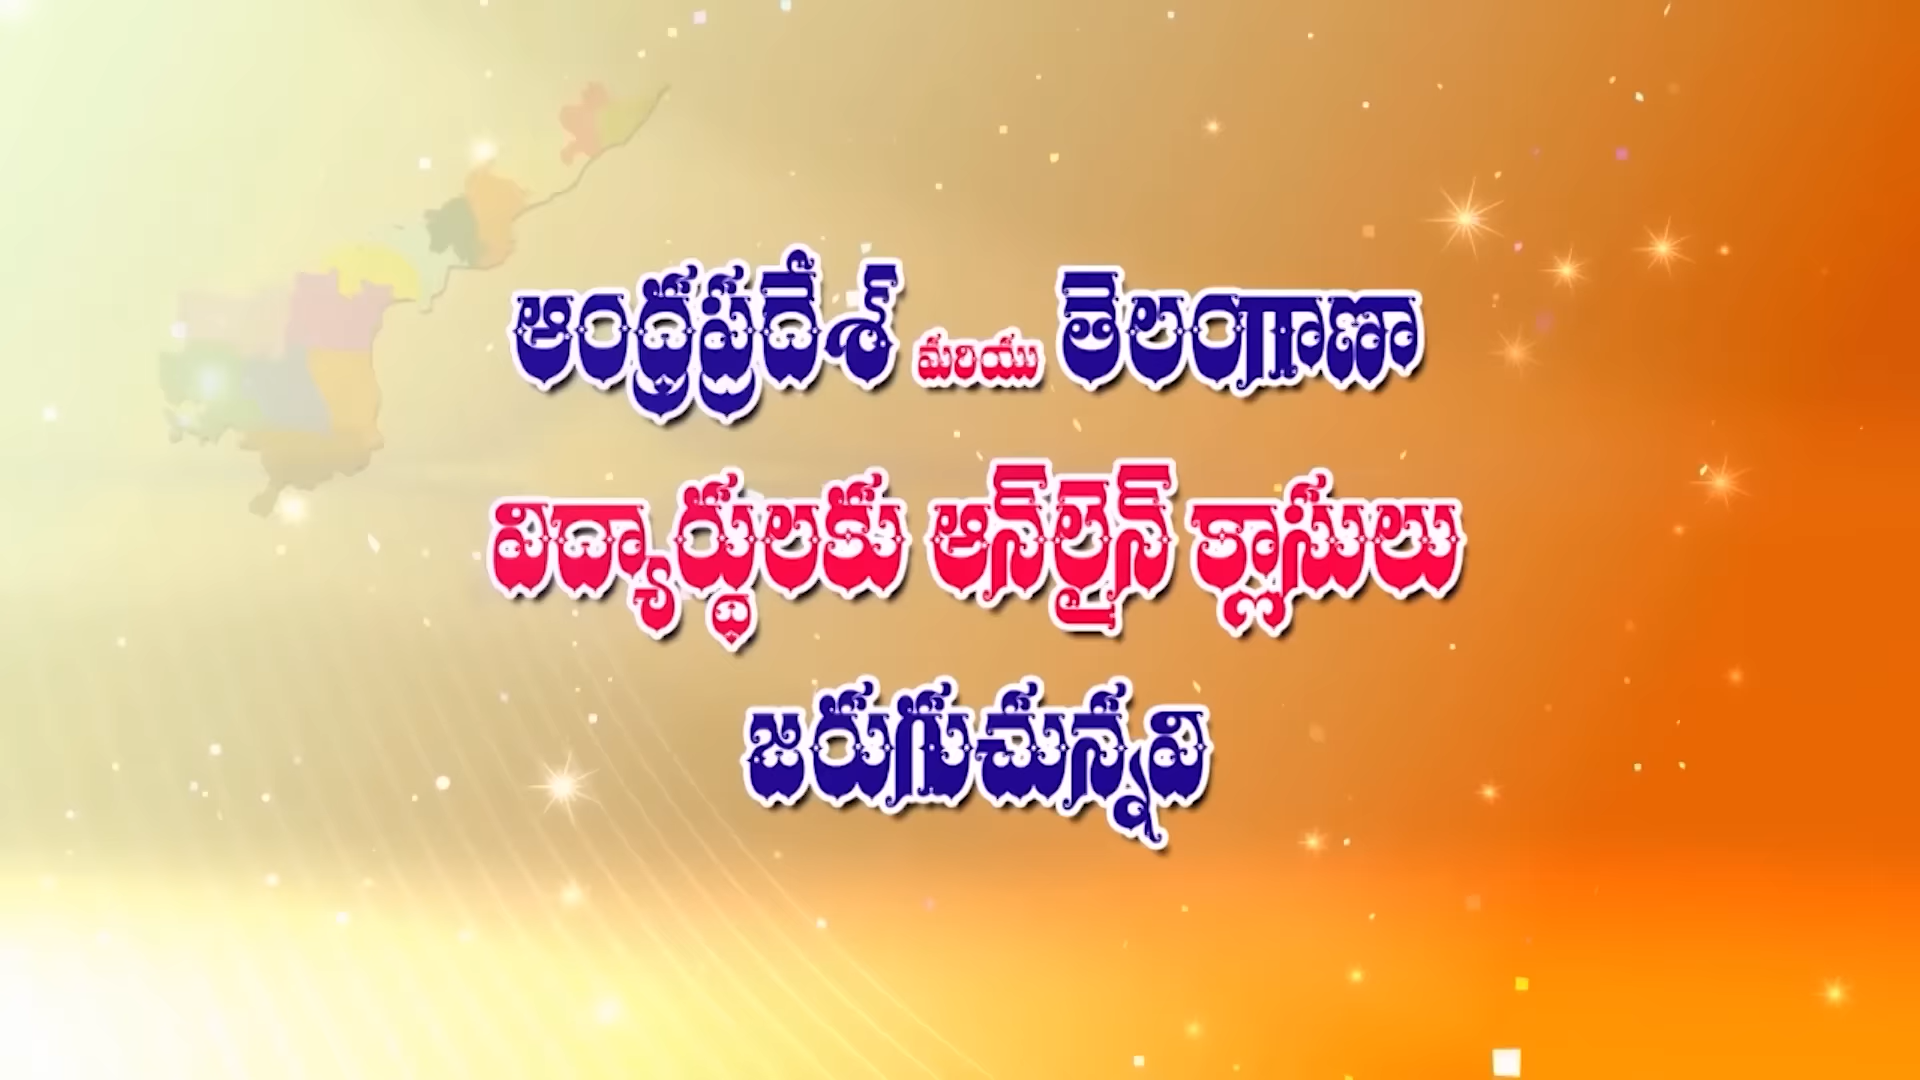 ఆంధ్రప్రదేశ్ మరియు తెలంగాణా
విద్యార్థులకు ఆన్‌లైన్ క్లాసులు
జరుగుచున్నవి